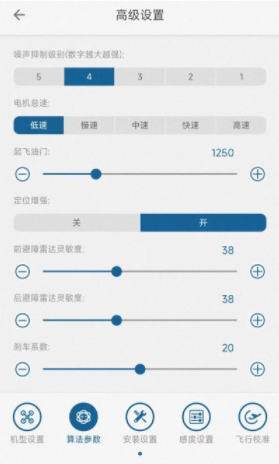 高级设置
噪声抑制级别(数字越大越强):
5 4 3 2 1
电机怠速:
低速 慢速 中速 快速 高速
起飞油门: 1250
定位增强:
关 开
前避障雷达灵敏度: 38
后避障雷达灵敏度: 38
刹车系数: 20
机型设置 算法参数 安装设置 感度设置 飞行校准